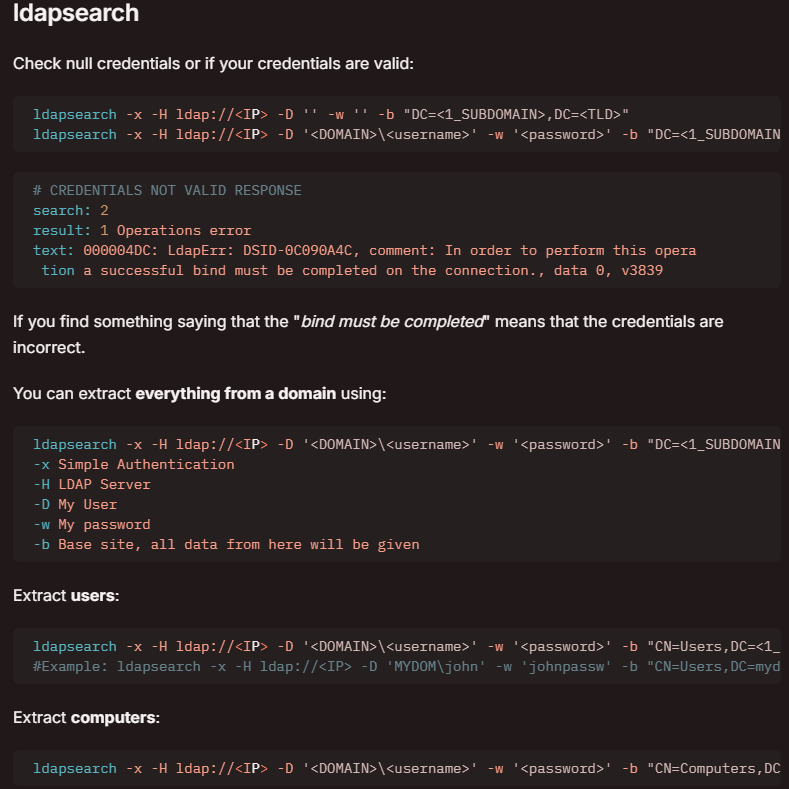 ldapsearch
Check null credentials or if your credentials are valid:
ldapsearch -x -H ldap://<IP> -D '' -w '' -b "DC=<1_SUBDOMAIN>,DC=<TLD>"
ldapsearch -x -H ldap://<IP> -D '<DOMAIN>\<username>' -w '<password>' -b "DC=<1_SUBDOMAIN
# CREDENTIALS NOT VALID RESPONSE
search: 2
result: 1 Operations error
text: 000004DC: LdapErr: DSID-0C090A4C, comment: In order to perform this opera
tion a successful bind must be completed on the connection., data 0, v3839
If you find something saying that the "bind must be completed" means that the credentials are
incorrect.
You can extract everything from a domain using:
ldapsearch -x -H ldap://<IP> -D '<DOMAIN>\<username>' -w '<password>' -b "DC=<1_SUBDOMAIN
-x Simple Authentication
-H LDAP Server
-D My User
-w My password
-b Base site, all data from here will be given
Extract users:
ldapsearch -x -H ldap://<IP> -D '<DOMAIN>\<username>' -w '<password>' -b "CN=Users,DC=<1_
#Example: ldapsearch -x -H ldap://<IP> -D 'MYDOM\john' -w 'johnpassw' -b "CN=Users,DC=myd
Extract computers:
ldapsearch -x -H ldap://<IP> -D '<DOMAIN>\<username>' -w '<password>' -b "CN=Computers,DC